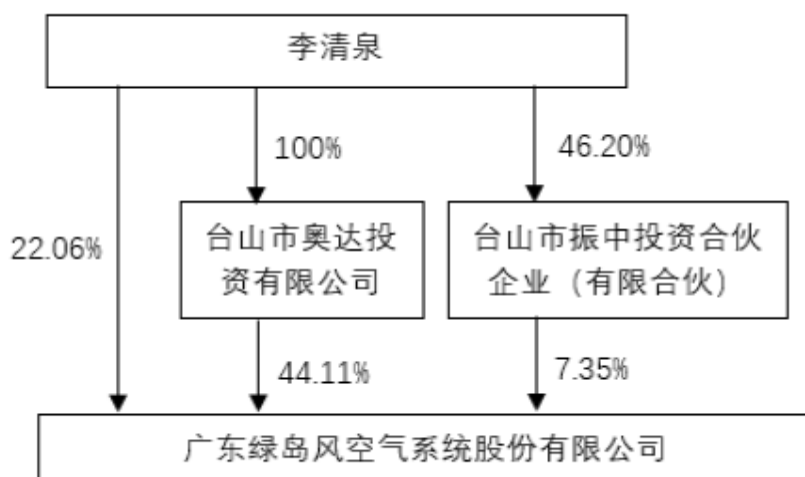 李清泉
100%
46.20%
22.06%
台山市奥达投
资有限公司
台山市振中投资合伙
企业（有限合伙）
44.11%
7.35%
广东绿岛风空气系统股份有限公司